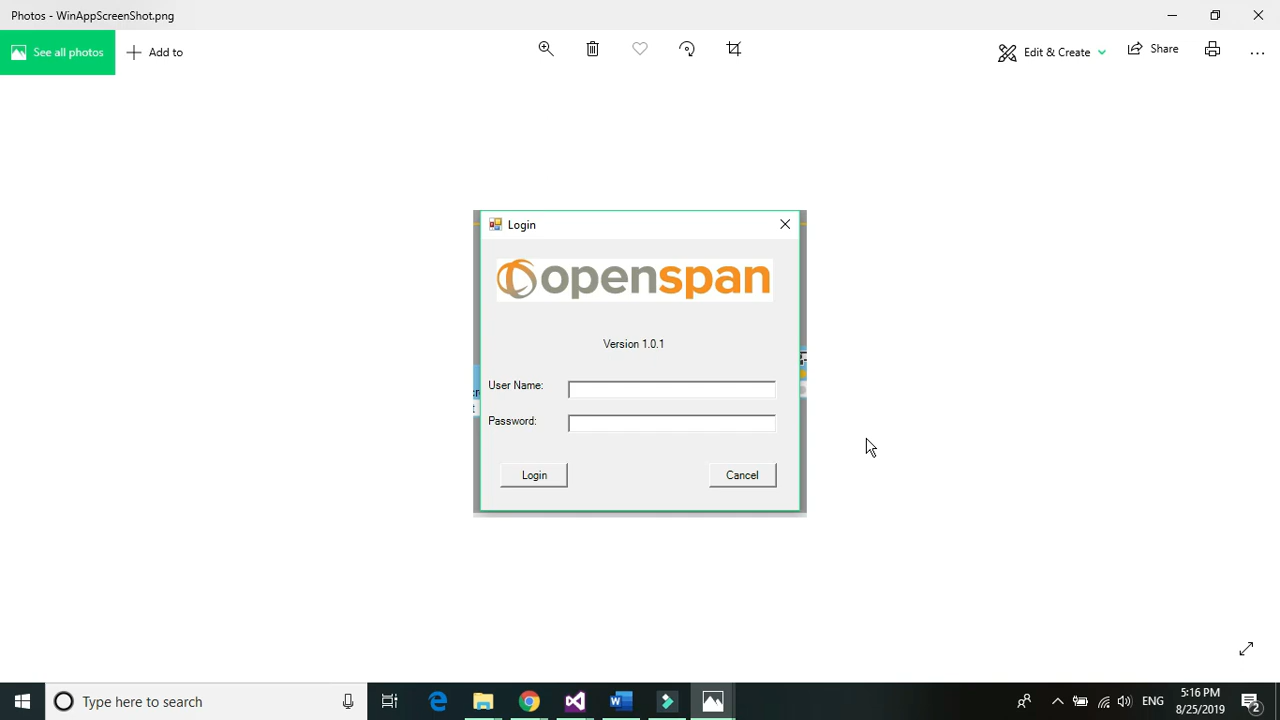 Photos - WinAppScreenShot.png
See all photos
Add to
Edit & Create
Share
Login
openspan
Version 1.0.1
User Name:
Password:
Login
Cancel
Type here to search
ENG
5:16 PM
8/25/2019
2